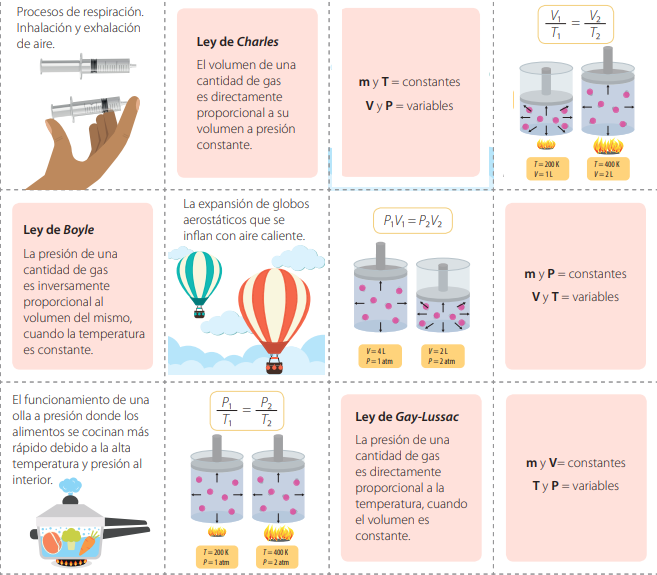 Procesos de respiración.
Inhalación y exhalación
de aire.
Ley de Charles
El volumen de una
cantidad de gas
es directamente
proporcional a su
volumen a presión
constante.
m y T = constantes
V y P = variables
V₁/T₁ = V₂/T₂
T = 200 K
V = 1 L
T = 400 K
V = 2 L
Ley de Boyle
La presión de una
cantidad de gas
es inversamente
proporcional al
volumen del mismo,
cuando la temperatura
es constante.
La expansión de globos
aerostáticos que se
inflan con aire caliente.
P₁V₁ = P₂V₂
V = 4 L
P = 1 atm
V = 2 L
P = 2 atm
m y P = constantes
V y T = variables
El funcionamiento de una
olla a presión donde los
alimentos se cocinan más
rápido debido a la alta
temperatura y presión al
interior.
P₁/T₁ = P₂/T₂
T = 200 K
P = 1 atm
T = 400 K
P = 2 atm
Ley de Gay-Lussac
La presión de una
cantidad de gas
es directamente
proporcional a la
temperatura, cuando
el volumen es
constante.
m y V= constantes
T y P = variables